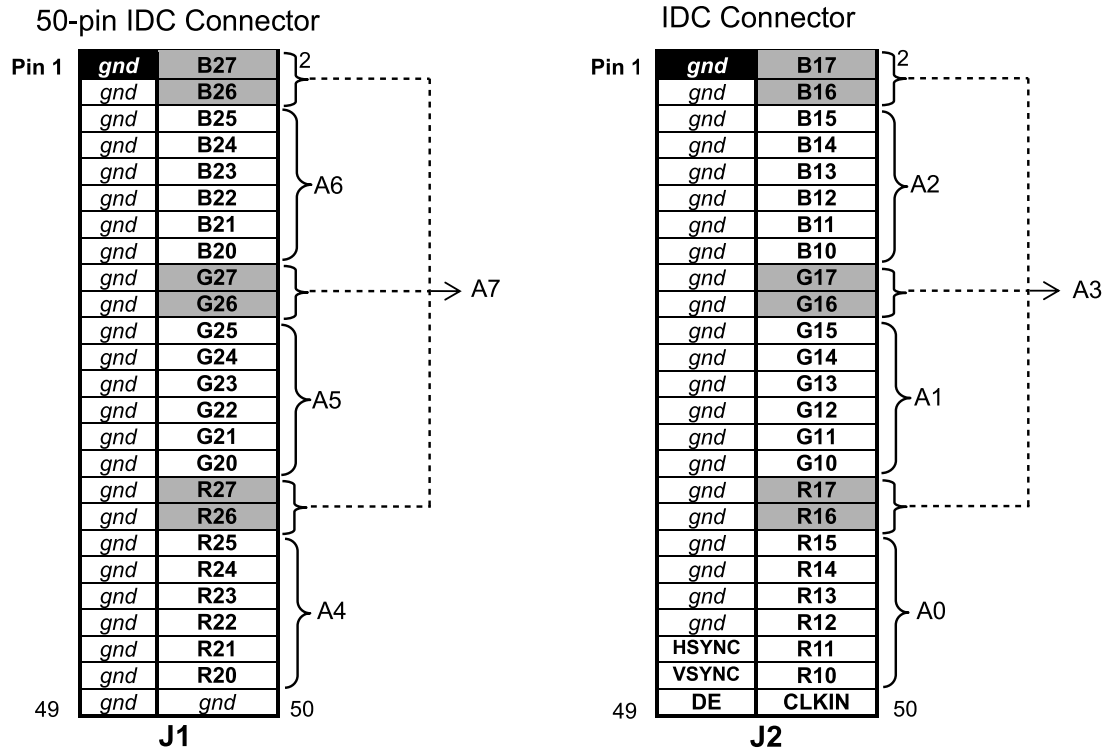 50-pin IDC Connector
IDC Connector
Pin 1 gnd B27 2 Pin 1 gnd B17 2
gnd B26 gnd B16
gnd B25 gnd B15
gnd B24 gnd B14
gnd B23 gnd B13
A6 A2
gnd B22 gnd B12
gnd B21 gnd B11
gnd B20 gnd B10
gnd G27 gnd G17
A7 A3
gnd G26 gnd G16
gnd G25 gnd G15
gnd G24 gnd G14
gnd G23 gnd G13
A5 A1
gnd G22 gnd G12
gnd G21 gnd G11
gnd G20 gnd G10
gnd R27 gnd R17
gnd R26 gnd R16
gnd R25 gnd R15
gnd R24 gnd R14
gnd R23 gnd R13
A4 A0
gnd R22 gnd R12
gnd R21 HSYNC R11
gnd R20 VSYNC R10
49 gnd gnd 50 49 DE CLKIN 50
J1 J2